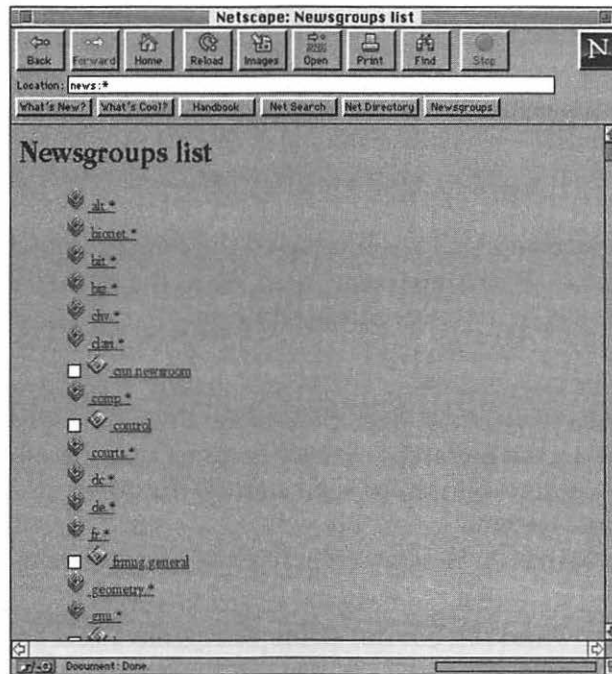 Netscape: Newsgroups list
Back Forward Home Reload Images Open Print Find Stop N
Location: news:*
What's New? What's Cool? Handbook Net Search Net Directory Newsgroups
Newsgroups list
alt.*
bionet.*
bit.*
biz.*
chv.*
clari.*
cnn.newsroom
comp.*
control
courts.*
dc.*
de.*
fr.*
frmug.general
geometry.*
gnu.*
Document: Done.